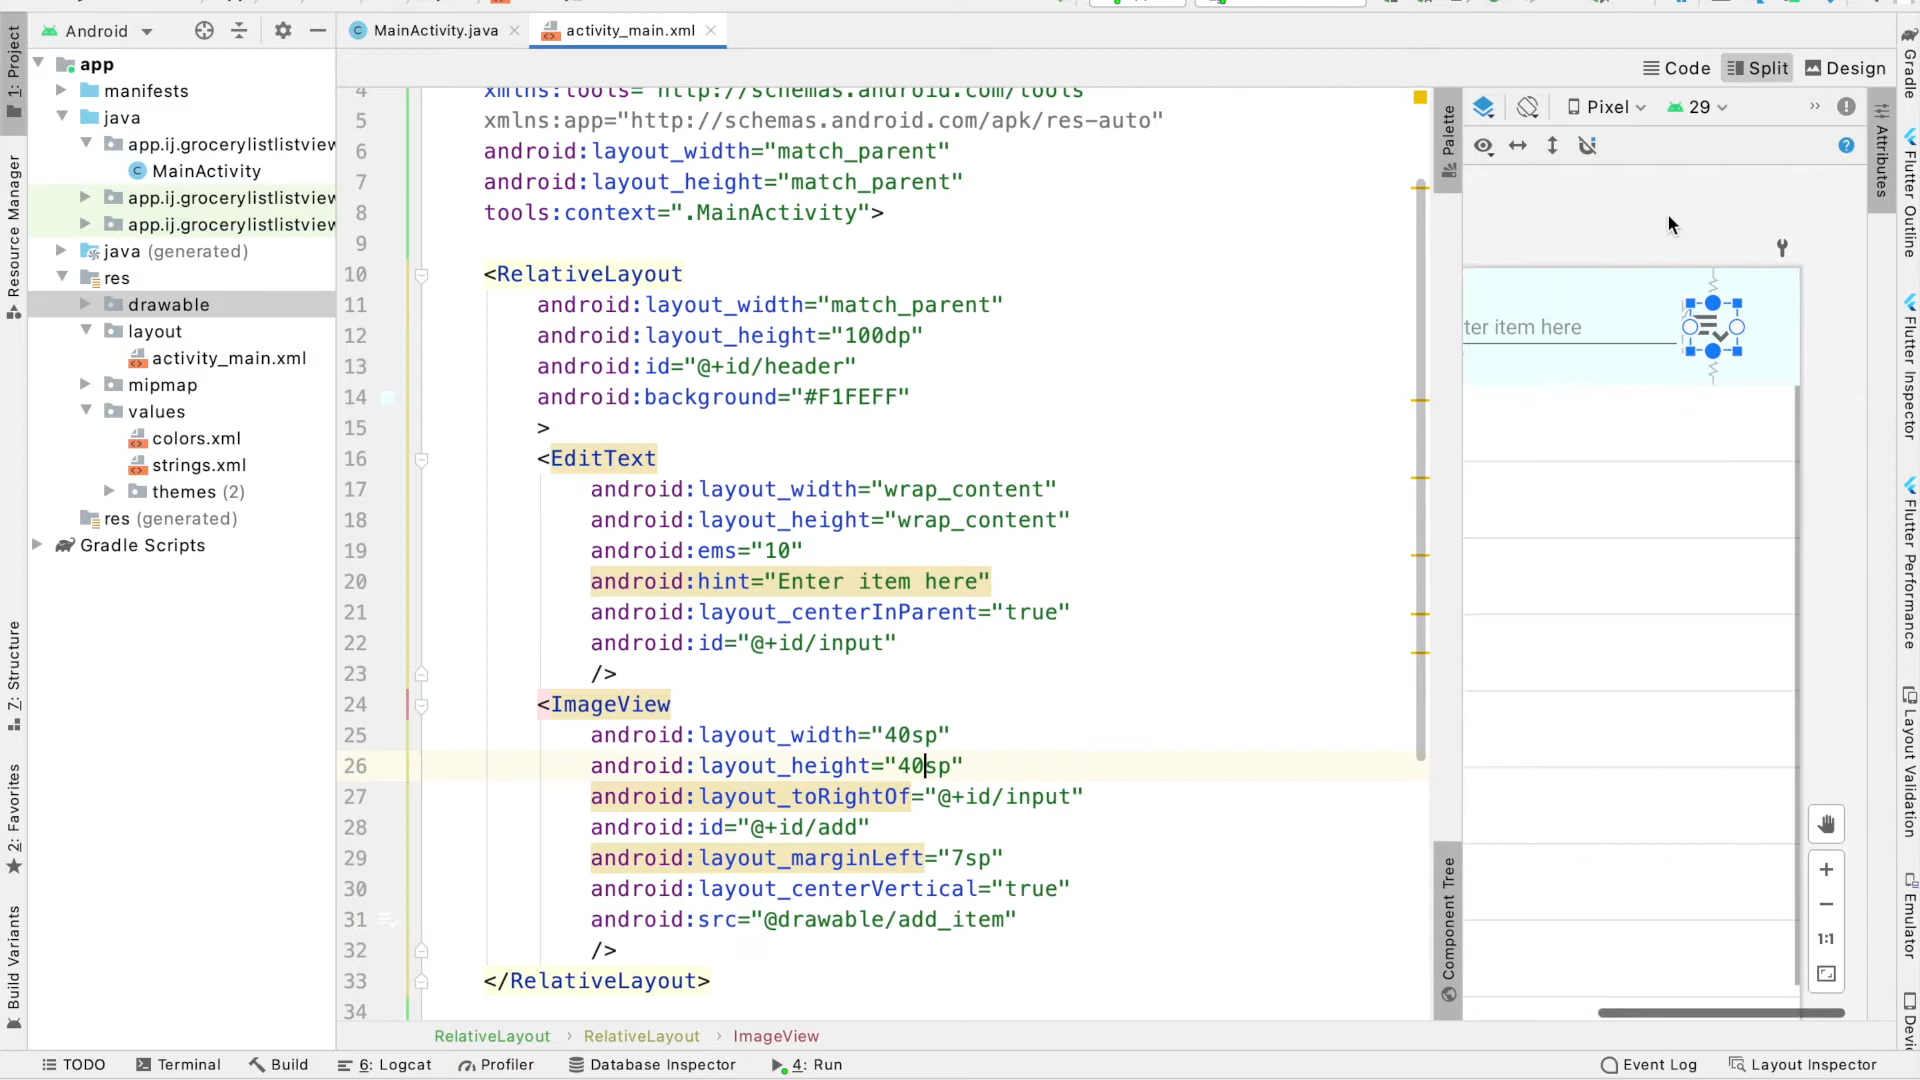 Android
MainActivity.java
activity_main.xml
Code
Split
Design
1: Project
Resource Manager
7: Structure
2: Favorites
Build Variants
app
manifests
java
app.ij.grocerylistlistview
MainActivity
app.ij.grocerylistlistview
app.ij.grocerylistlistview
java (generated)
res
drawable
layout
activity_main.xml
mipmap
values
colors.xml
strings.xml
themes (2)
res (generated)
Gradle Scripts
4 xmlns:tools="http://schemas.android.com/tools"
5 xmlns:app="http://schemas.android.com/apk/res-auto"
6 android:layout_width="match_parent"
7 android:layout_height="match_parent"
8 tools:context=".MainActivity">
9
10 <RelativeLayout
11 android:layout_width="match_parent"
12 android:layout_height="100dp"
13 android:id="@+id/header"
14 android:background="#F1FEFF"
15 >
16 <EditText
17 android:layout_width="wrap_content"
18 android:layout_height="wrap_content"
19 android:ems="10"
20 android:hint="Enter item here"
21 android:layout_centerInParent="true"
22 android:id="@+id/input"
23 />
24 <ImageView
25 android:layout_width="40sp"
26 android:layout_height="40sp"
27 android:layout_toRightOf="@+id/input"
28 android:id="@+id/add"
29 android:layout_marginLeft="7sp"
30 android:layout_centerVertical="true"
31 android:src="@drawable/add_item"
32 />
33 </RelativeLayout>
34
RelativeLayout › RelativeLayout › ImageView
Palette
Component Tree
Pixel
29
ter item here
1:1
Attributes
Gradle
Flutter Outline
Flutter Inspector
Flutter Performance
Layout Validation
Emulator
TODO
Terminal
Build
6: Logcat
Profiler
Database Inspector
4: Run
Event Log
Layout Inspector